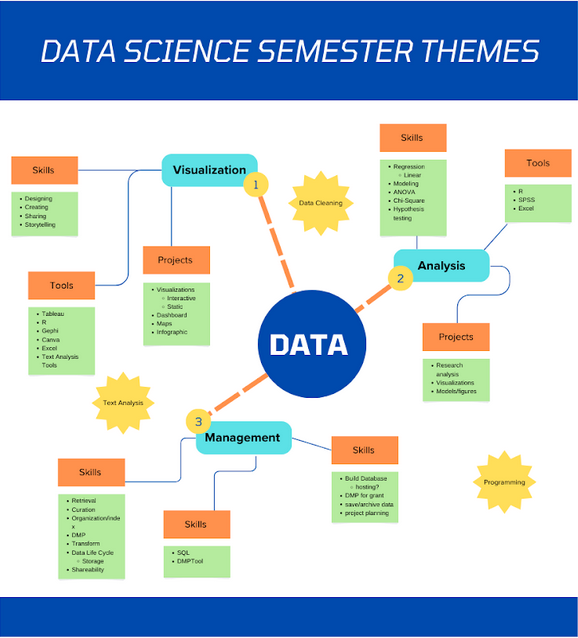 DATA SCIENCE SEMESTER THEMES
Skills
Designing
Creating
Sharing
Storytelling
Visualization
1
Tools
Tableau
R
Gephi
Canva
Excel
Text Analysis
Tools
Projects
Visualizations
Interactive
Static
Dashboard
Maps
Infographic
Data Cleaning
Skills
Regression
Linear
Modeling
ANOVA
Chi-Square
Hypothesis
testing
Tools
R
SPSS
Excel
Analysis
2
Projects
Research
analysis
Visualizations
Models/figures
DATA
Text Analysis
3
Management
Skills
Retrieval
Curation
Organization/inde
x
DMP
Transform
Data Life Cycle
Storage
Shareability
Skills
SQL
DMPTool
Skills
Build Database
hosting?
DMP for grant
save/archive data
project planning
Programming